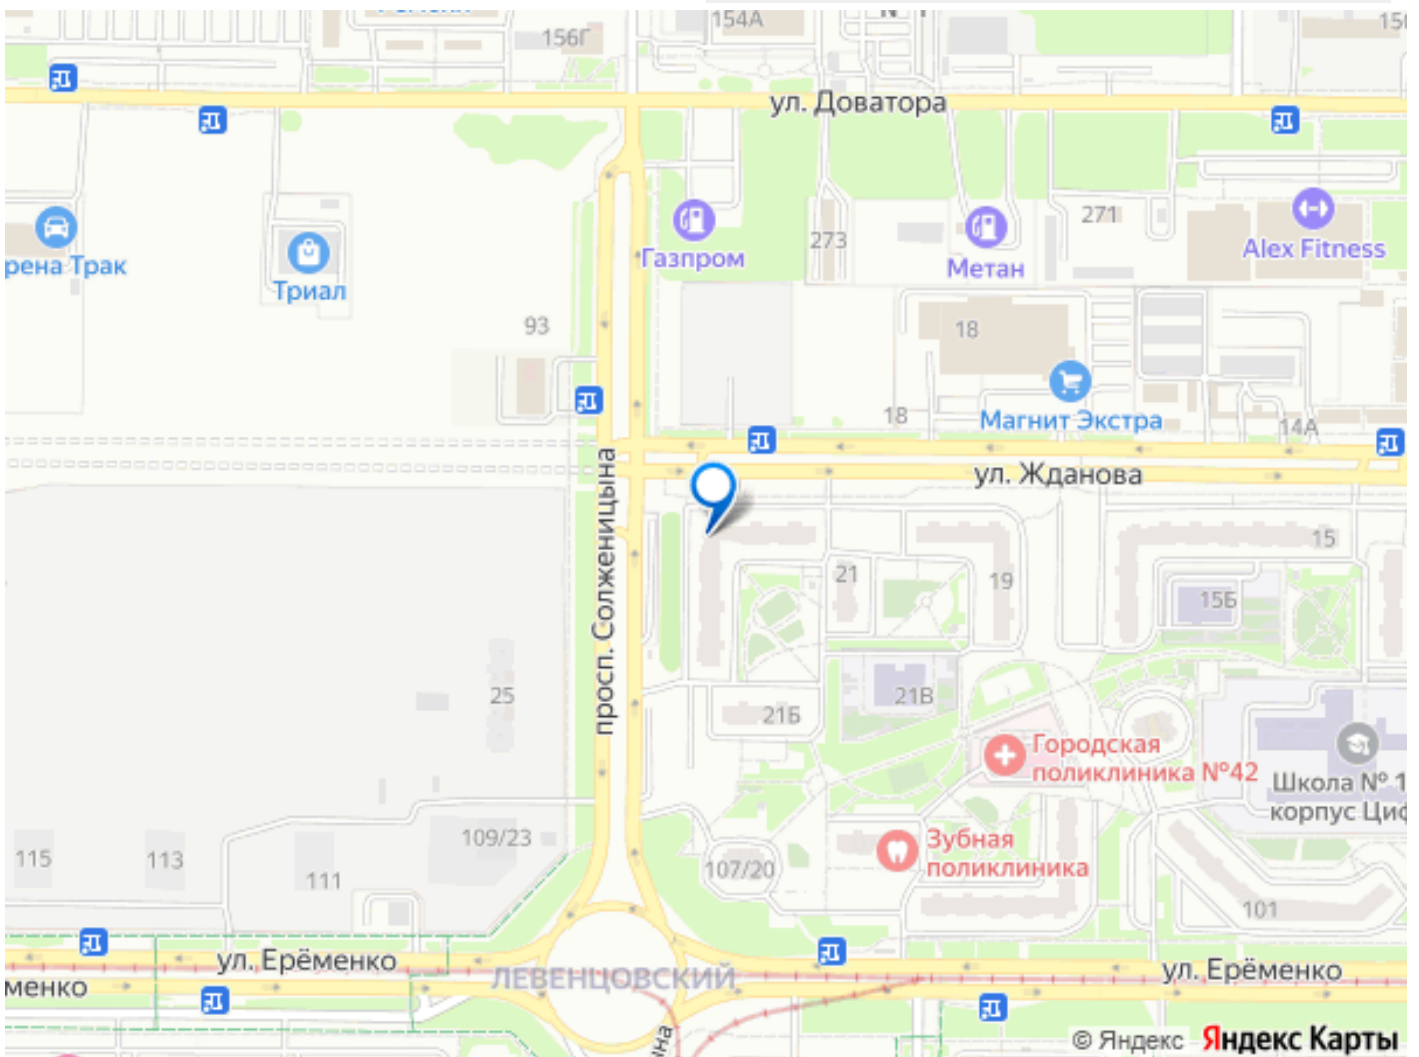 154А
156Г
ул. Доватора
271
273
Газпром
Метан
Alex Fitness
рена Трак
Триал
93
18
Магнит Экстра
18
14А
ул. Жданова
просп. Солженицына
15
21
19
15Б
25
21В
21Б
Городская
поликлиника №42
Школа № 1
корпус Циф
109/23
Зубная
поликлиника
115
113
111
107/20
101
ул. Ерёменко
ул. Ерёменко
ЛЕВЕНЦОВСКИЙ
менко
на
© Яндекс Яндекс Карты